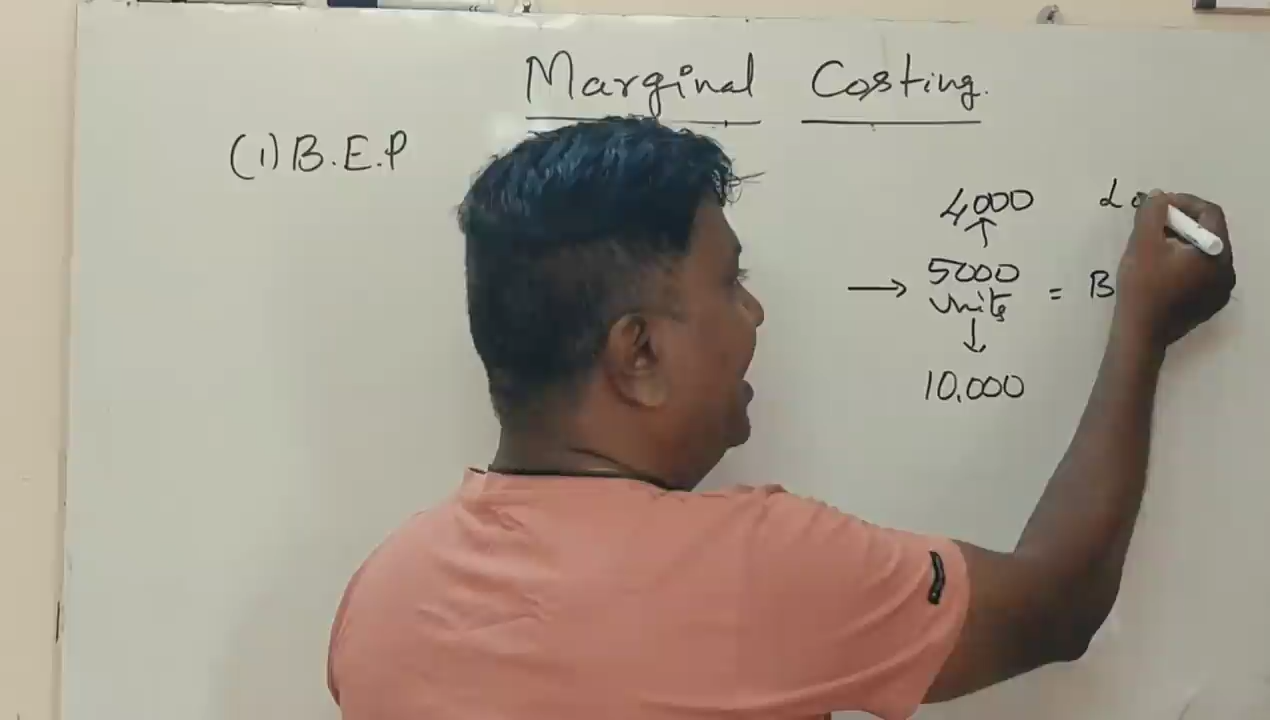 Marginal Costing.
(1) B.E.P
4000
5000
units = B
10,000